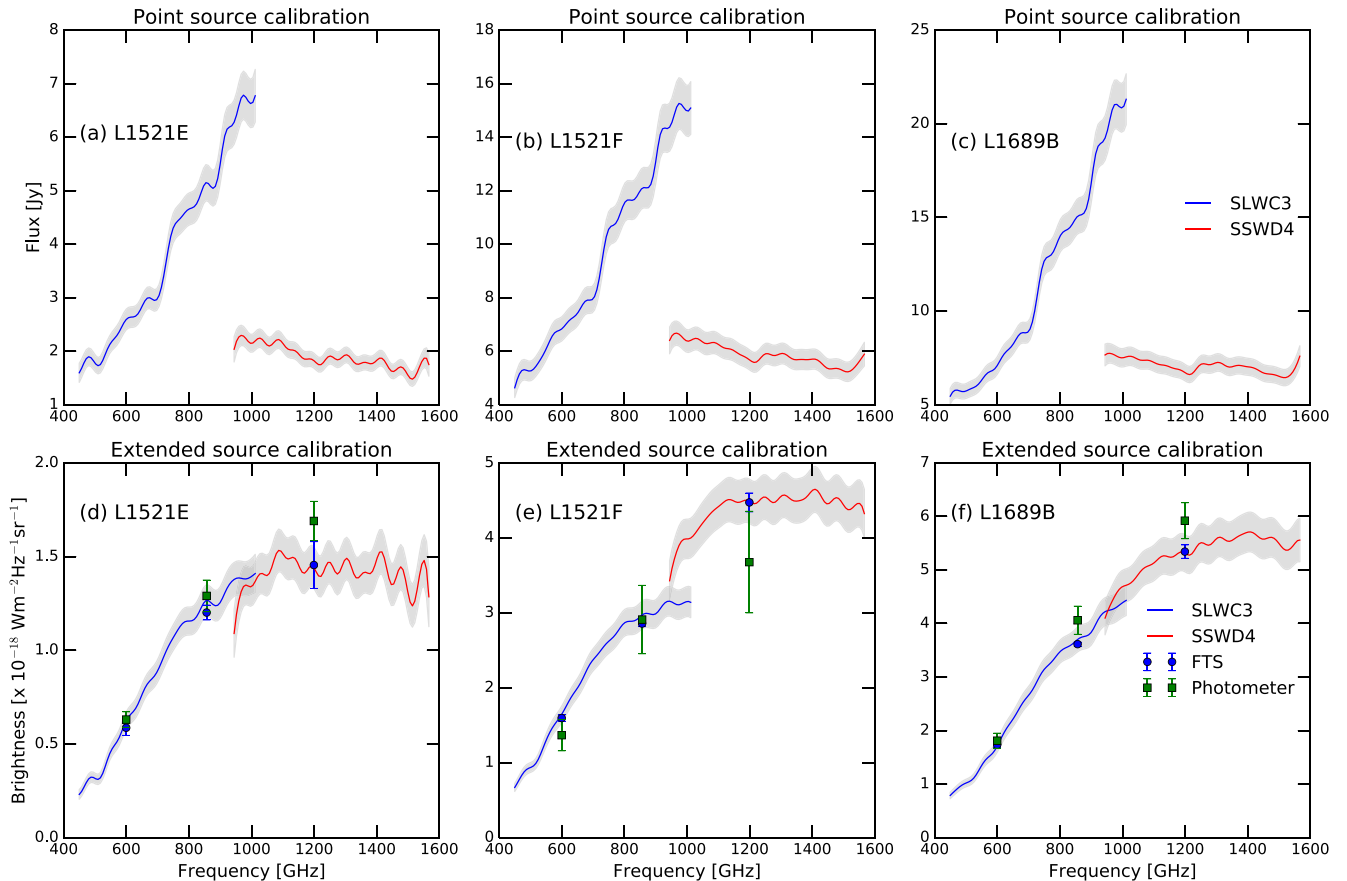 Point source calibration
Point source calibration
Point source calibration
8
7
6
5
4
3
2
1
Flux [Jy]
(a) L1521E
400 600 800 1000 1200 1400 1600
18
16
14
12
10
8
6
4
(b) L1521F
400 600 800 1000 1200 1400 1600
25
20
15
10
5
(c) L1689B
SLWC3
SSWD4
400 600 800 1000 1200 1400 1600
Extended source calibration
Extended source calibration
Extended source calibration
2.0
1.5
1.0
0.5
0.0
Brightness [x 10⁻¹⁸ Wm⁻²Hz⁻¹sr⁻¹]
(d) L1521E
400 600 800 1000 1200 1400 1600
Frequency [GHz]
5
4
3
2
1
0
(e) L1521F
400 600 800 1000 1200 1400 1600
Frequency [GHz]
7
6
5
4
3
2
1
0
(f) L1689B
SLWC3
SSWD4
FTS
Photometer
400 600 800 1000 1200 1400 1600
Frequency [GHz]